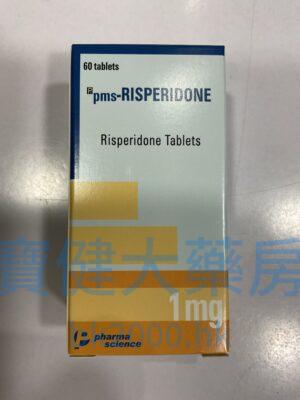 60 tablets
pms-RISPERIDONE
Risperidone Tablets
寶健大藥房
1mg
pharma
science